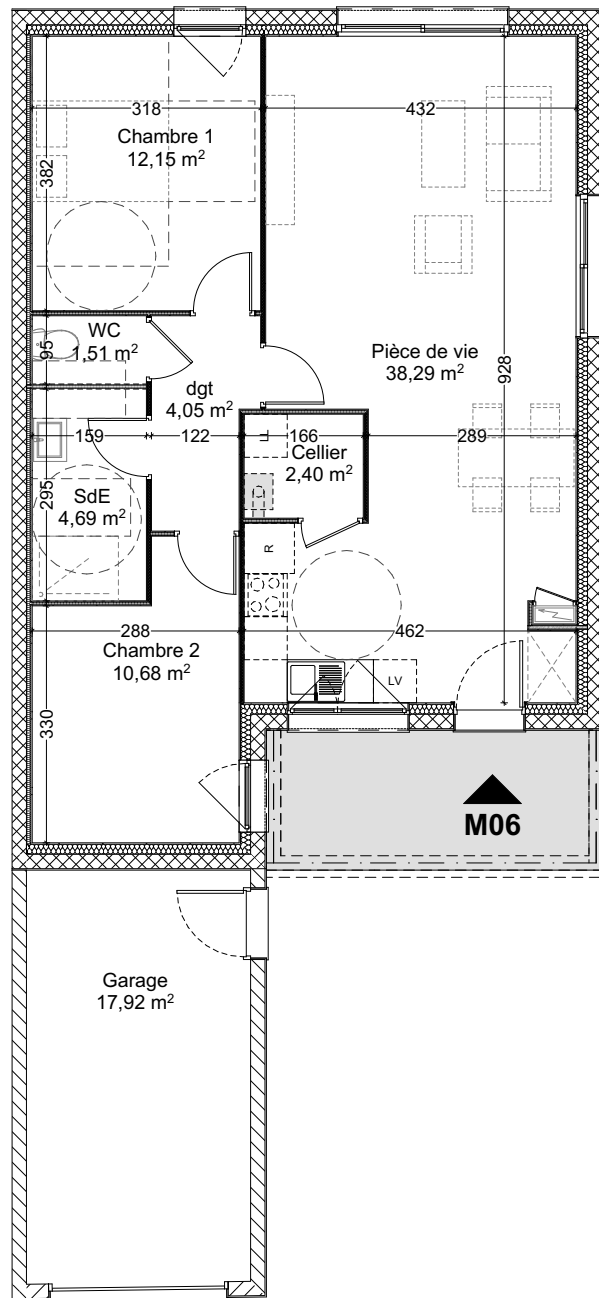 318
432
Chambre 1
12,15 m²
382
WC
1,51 m²
95
Pièce de vie
38,29 m²
928
dgt
4,05 m²
159
122
LL
166
289
Cellier
2,40 m²
295
SdE
4,69 m²
R
288
462
Chambre 2
10,68 m²
LV
330
M06
Garage
17,92 m²